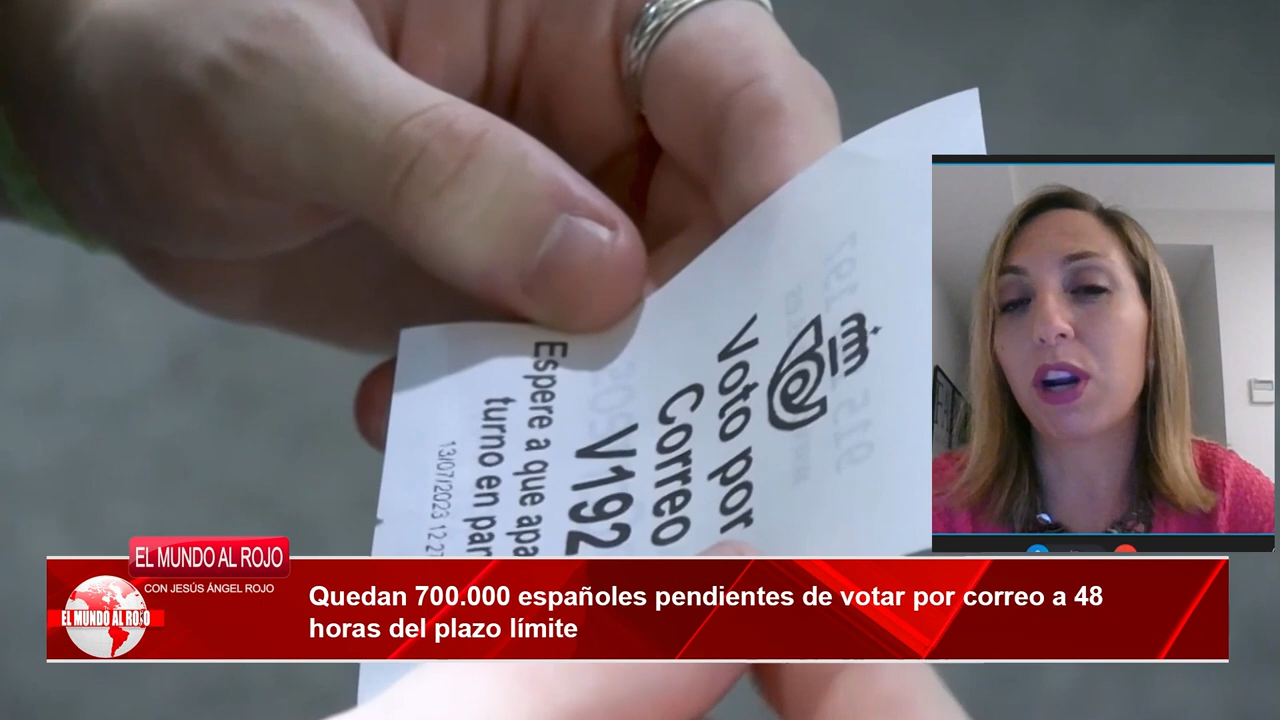 Voto por
Correo
V192
Espere a que apa
turno en pan
13/07/2023 12:27
EL MUNDO AL ROJO
CON JESÚS ÁNGEL ROJO
EL MUNDO AL ROJO
Quedan 700.000 españoles pendientes de votar por correo a 48
horas del plazo límite